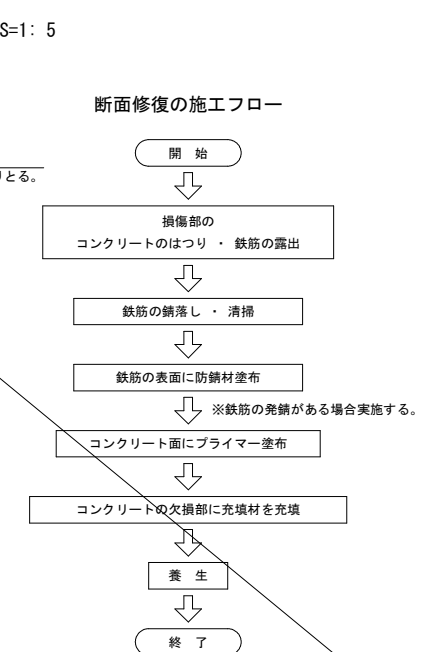 S=1: 5
断面修復の施工フロー
開 始
りとる。
損傷部の
コンクリートのはつり ・ 鉄筋の露出
鉄筋の錆落し ・ 清掃
鉄筋の表面に防錆材塗布
※鉄筋の発錆がある場合実施する。
コンクリート面にプライマー塗布
コンクリートの欠損部に充填材を充填
養 生
終 了